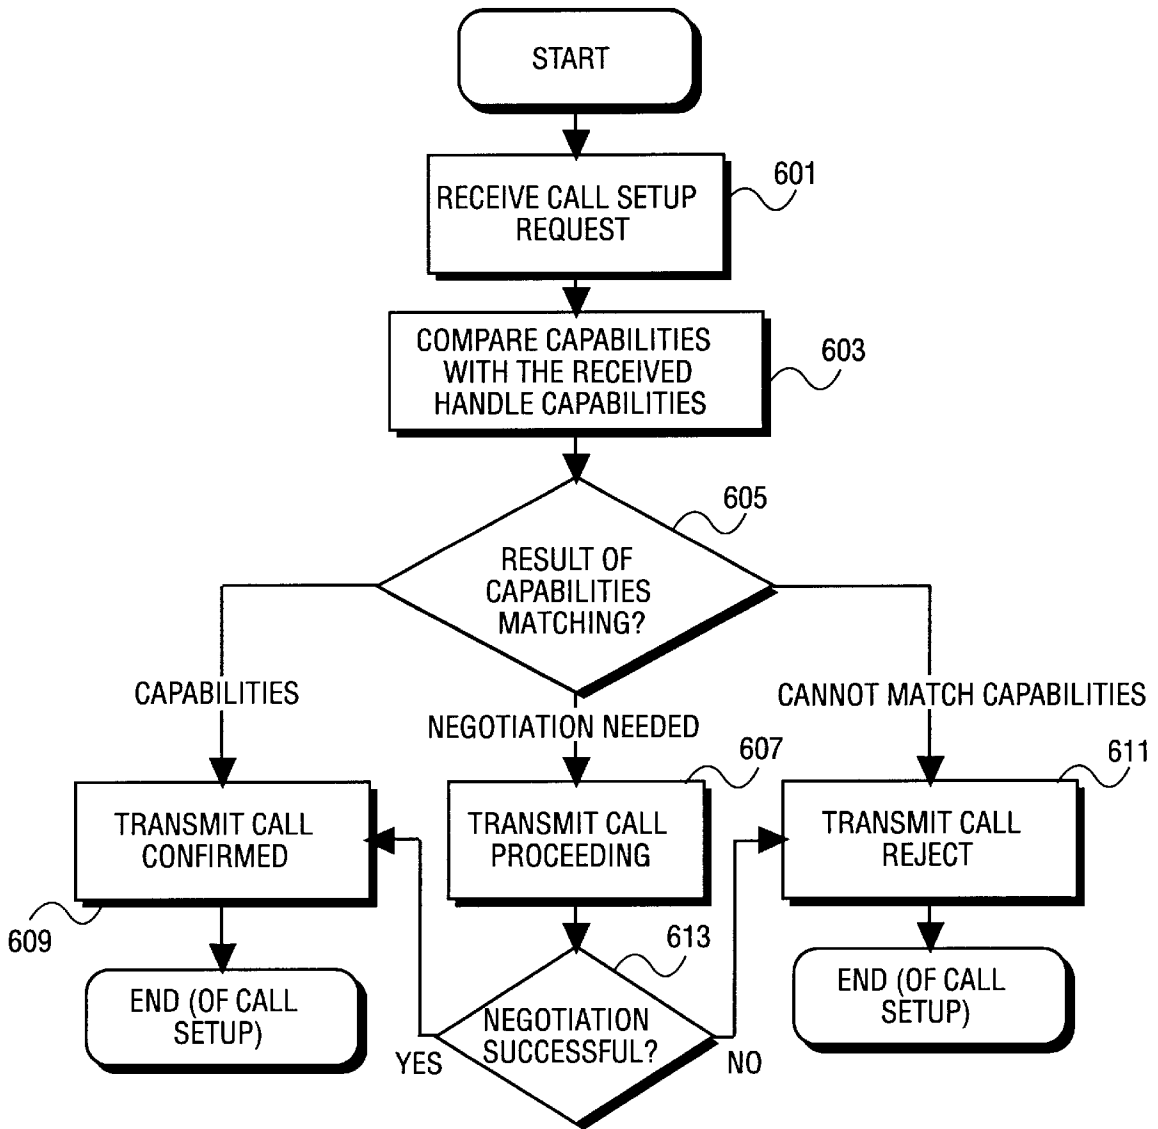 START
601
RECEIVE CALL SETUP
REQUEST
603
COMPARE CAPABILITIES
WITH THE RECEIVED
HANDLE CAPABILITIES
605
RESULT OF
CAPABILITIES
MATCHING?
CAPABILITIES
NEGOTIATION NEEDED
CANNOT MATCH CAPABILITIES
607
611
TRANSMIT CALL
CONFIRMED
TRANSMIT CALL
PROCEEDING
TRANSMIT CALL
REJECT
609
613
END (OF CALL
SETUP)
NEGOTIATION
SUCCESSFUL?
END (OF CALL
SETUP)
YES
NO